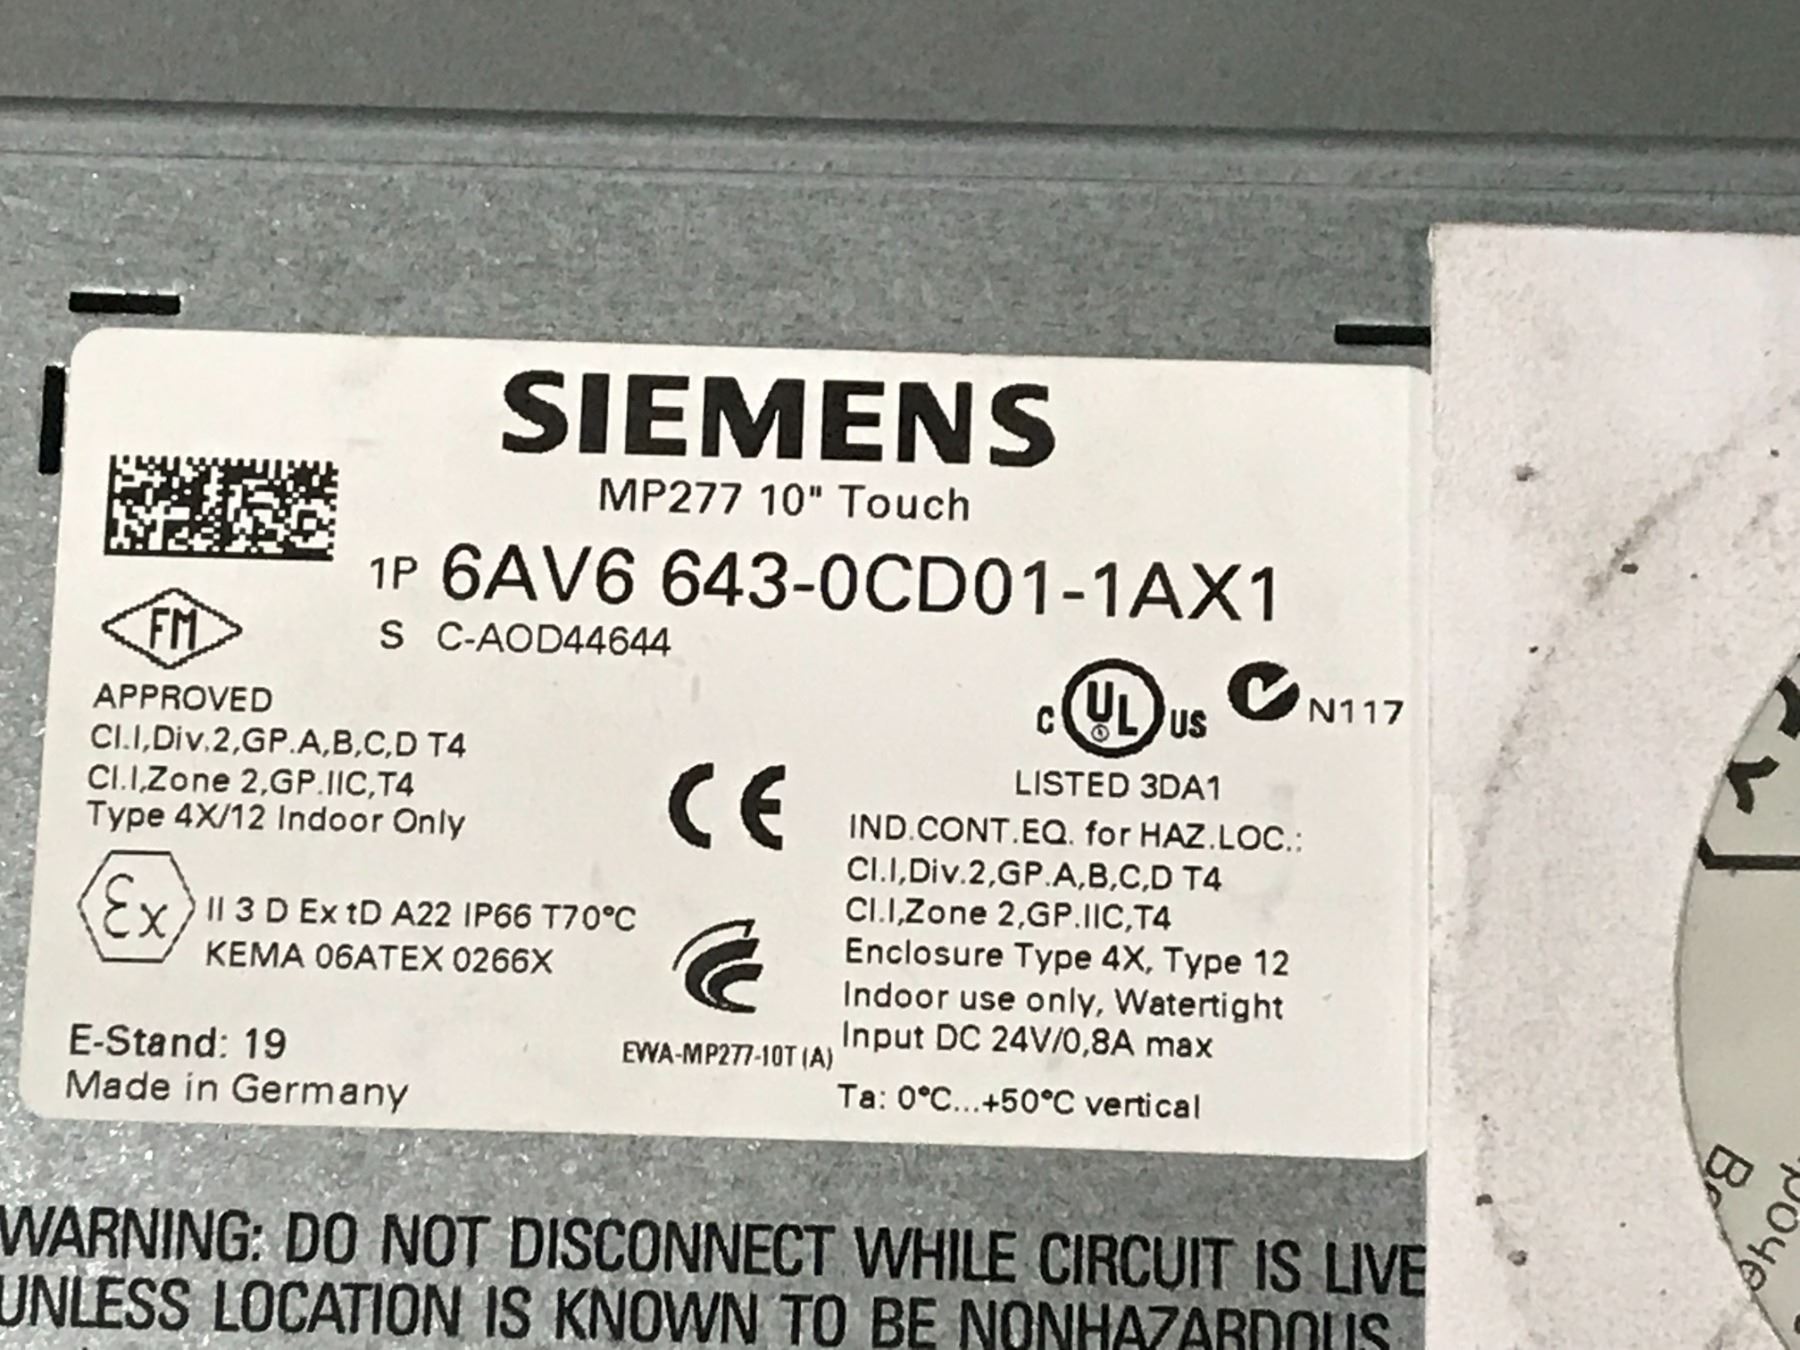 SIEMENS
MP277 10" Touch
1P 6AV6 643-0CD01-1AX1
S C-AOD44644
FM
APPROVED
Cl.I,Div.2,GP.A,B,C,D T4
Cl.I,Zone 2,GP.IIC,T4
Type 4X/12 Indoor Only
Ex II 3 D Ex tD A22 IP66 T70°C
KEMA 06ATEX 0266X
E-Stand: 19
Made in Germany
CE
EWA-MP277-10T (A)
C UL US N117
LISTED 3DA1
IND.CONT.EQ. for HAZ.LOC.:
Cl.I,Div.2,GP.A,B,C,D T4
Cl.I,Zone 2,GP.IIC,T4
Enclosure Type 4X, Type 12
Indoor use only, Watertight
Input DC 24V/0,8A max
Ta: 0°C...+50°C vertical
WARNING: DO NOT DISCONNECT WHILE CIRCUIT IS LIVE
UNLESS LOCATION IS KNOWN TO BE NONHAZARDOUS